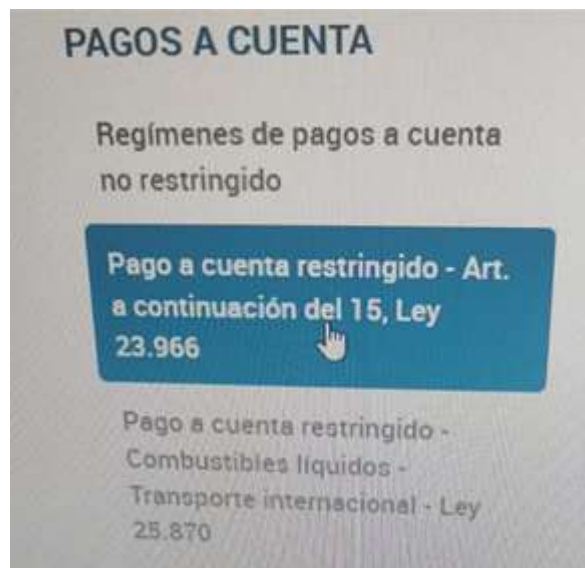 PAGOS A CUENTA
Regímenes de pagos a cuenta
no restringido
Pago a cuenta restringido - Art.
a continuación del 15, Ley
23.966
Pago a cuenta restringido -
Combustibles líquidos -
Transporte internacional - Ley
25.870